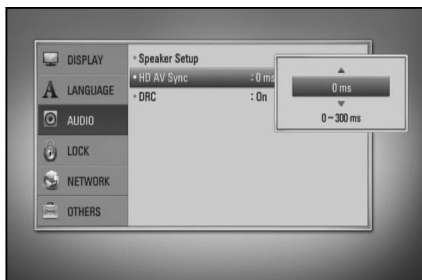 DISPLAY
LANGUAGE
AUDIO
LOCK
NETWORK
OTHERS
• Speaker Setup
• HD AV Sync : 0 ms
• DRC : On
0 ms
0 ~ 300 ms